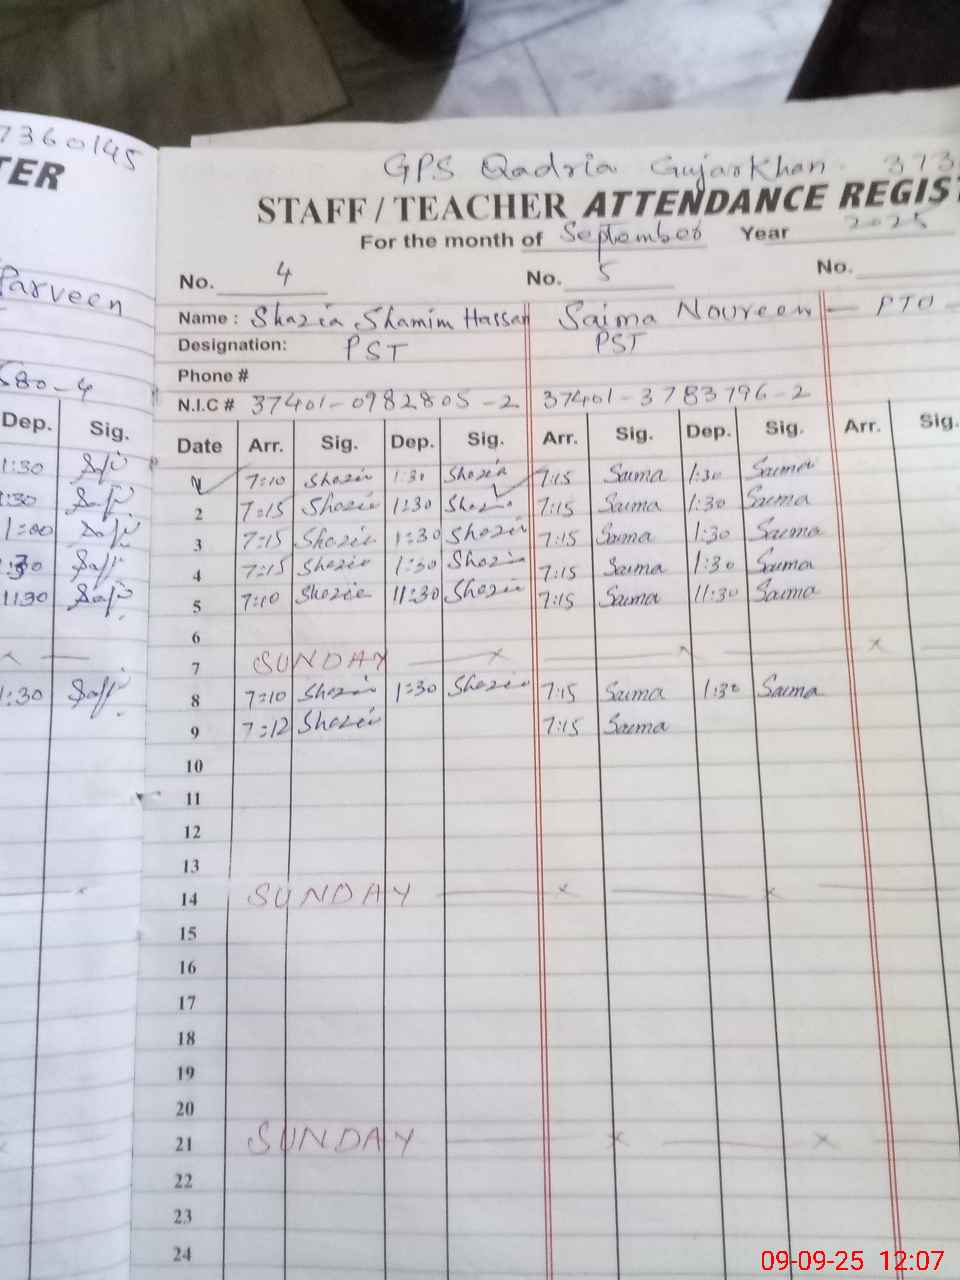 7360145
TER
Parveen
580-4
Dep. Sig.
1:30
1:30
1:00
1:30
11:30
1:30
GPS Qadria Gujarkhan. 373
STAFF / TEACHER ATTENDANCE REGIST
For the month of September Year 2025
No. 4 No. 5 No.
Name : Shazia Shamim Hassan Saima Noureen PTO
Designation: PST PST
Phone #
N.I.C # 37401-0982805-2 37401-3783796-2
Date Arr. Sig. Dep. Sig. Arr. Sig. Dep. Sig. Arr. Sig.
1 7:10 Shazia 1:30 Shazia 7:15 Saima 1:30 Saima
2 7:15 Shazia 1:30 Shazia 7:15 Saima 1:30 Saima
3 7:15 Shazia 1:30 Shazia 7:15 Saima 1:30 Saima
4 7:15 Shazia 1:30 Shazia 7:15 Saima 1:30 Saima
5 7:10 Shazia 11:30 Shazia 7:15 Saima 11:30 Saima
6
7 SUNDAY
8 7:10 Shazia 1:30 Shazia 7:15 Saima 1:30 Saima
9 7:12 Shazia 7:15 Saima
10
11
12
13
14 SUNDAY
15
16
17
18
19
20
21 SUNDAY
22
23
24
09-09-25 12:07